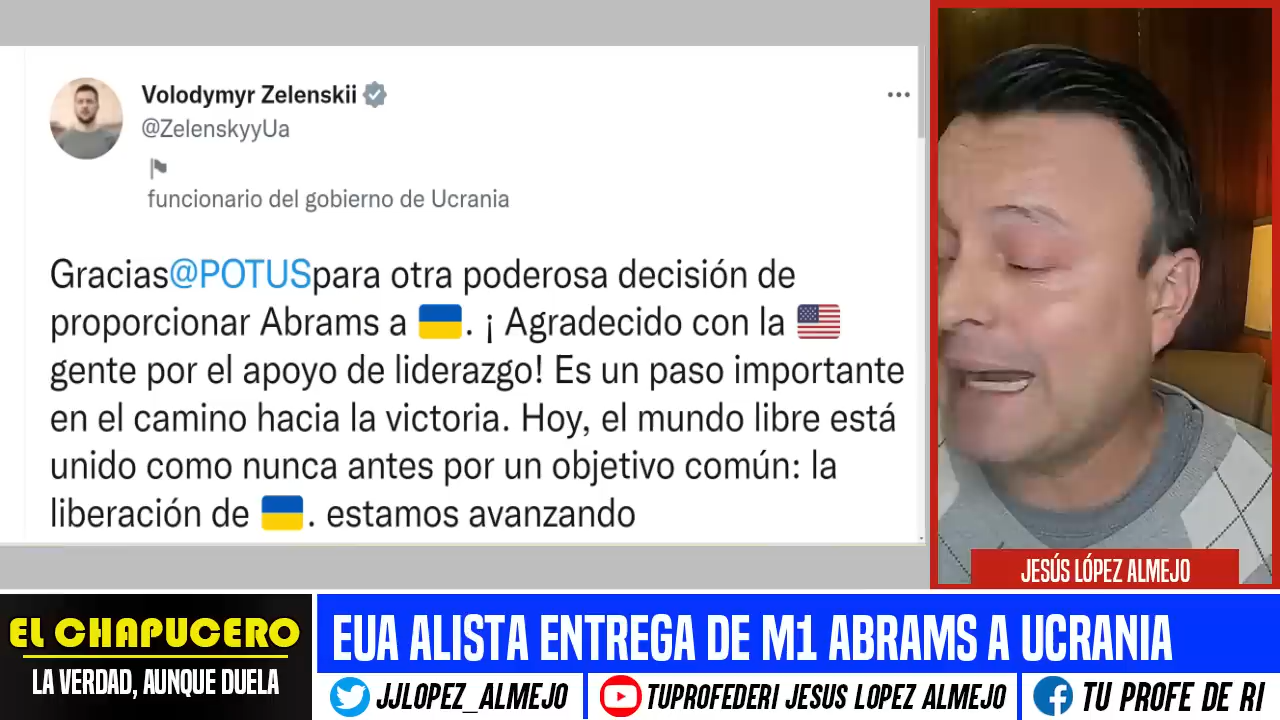 Volodymyr Zelenskii
@ZelenskyyUa
funcionario del gobierno de Ucrania
Gracias@POTUSpara otra poderosa decisión de
proporcionar Abrams a 🇺🇦. ¡ Agradecido con la 🇺🇸
gente por el apoyo de liderazgo! Es un paso importante
en el camino hacia la victoria. Hoy, el mundo libre está
unido como nunca antes por un objetivo común: la
liberación de 🇺🇦. estamos avanzando
JESÚS LÓPEZ ALMEJO
EL CHAPUCERO
LA VERDAD, AUNQUE DUELA
EUA ALISTA ENTREGA DE M1 ABRAMS A UCRANIA
JJLOPEZ_ALMEJO
TUPROFEDERI JESUS LOPEZ ALMEJO
TU PROFE DE RI